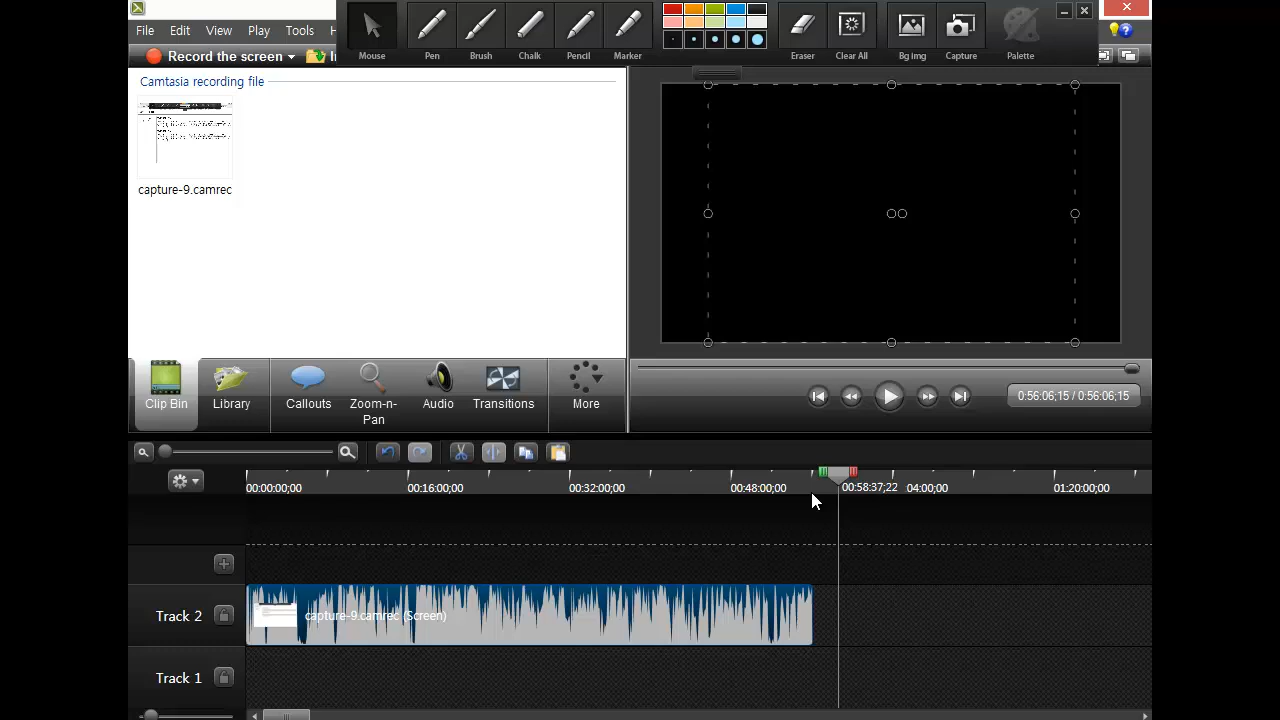 File Edit View Play Tools
Mouse Pen Brush Chalk Pencil Marker Eraser Clear All Bg Img Capture Palette
Record the screen
Camtasia recording file
capture-9.camrec
Clip Bin Library Callouts Zoom-n-Pan Audio Transitions More
0:56:06;15 / 0:56:06;15
00:00:00;00 00:16:00;00 00:32:00;00 00:48:00;00 00:58:37;22 04:00;00 01:20:00;00
Track 2 capture-9.camrec (Screen)
Track 1